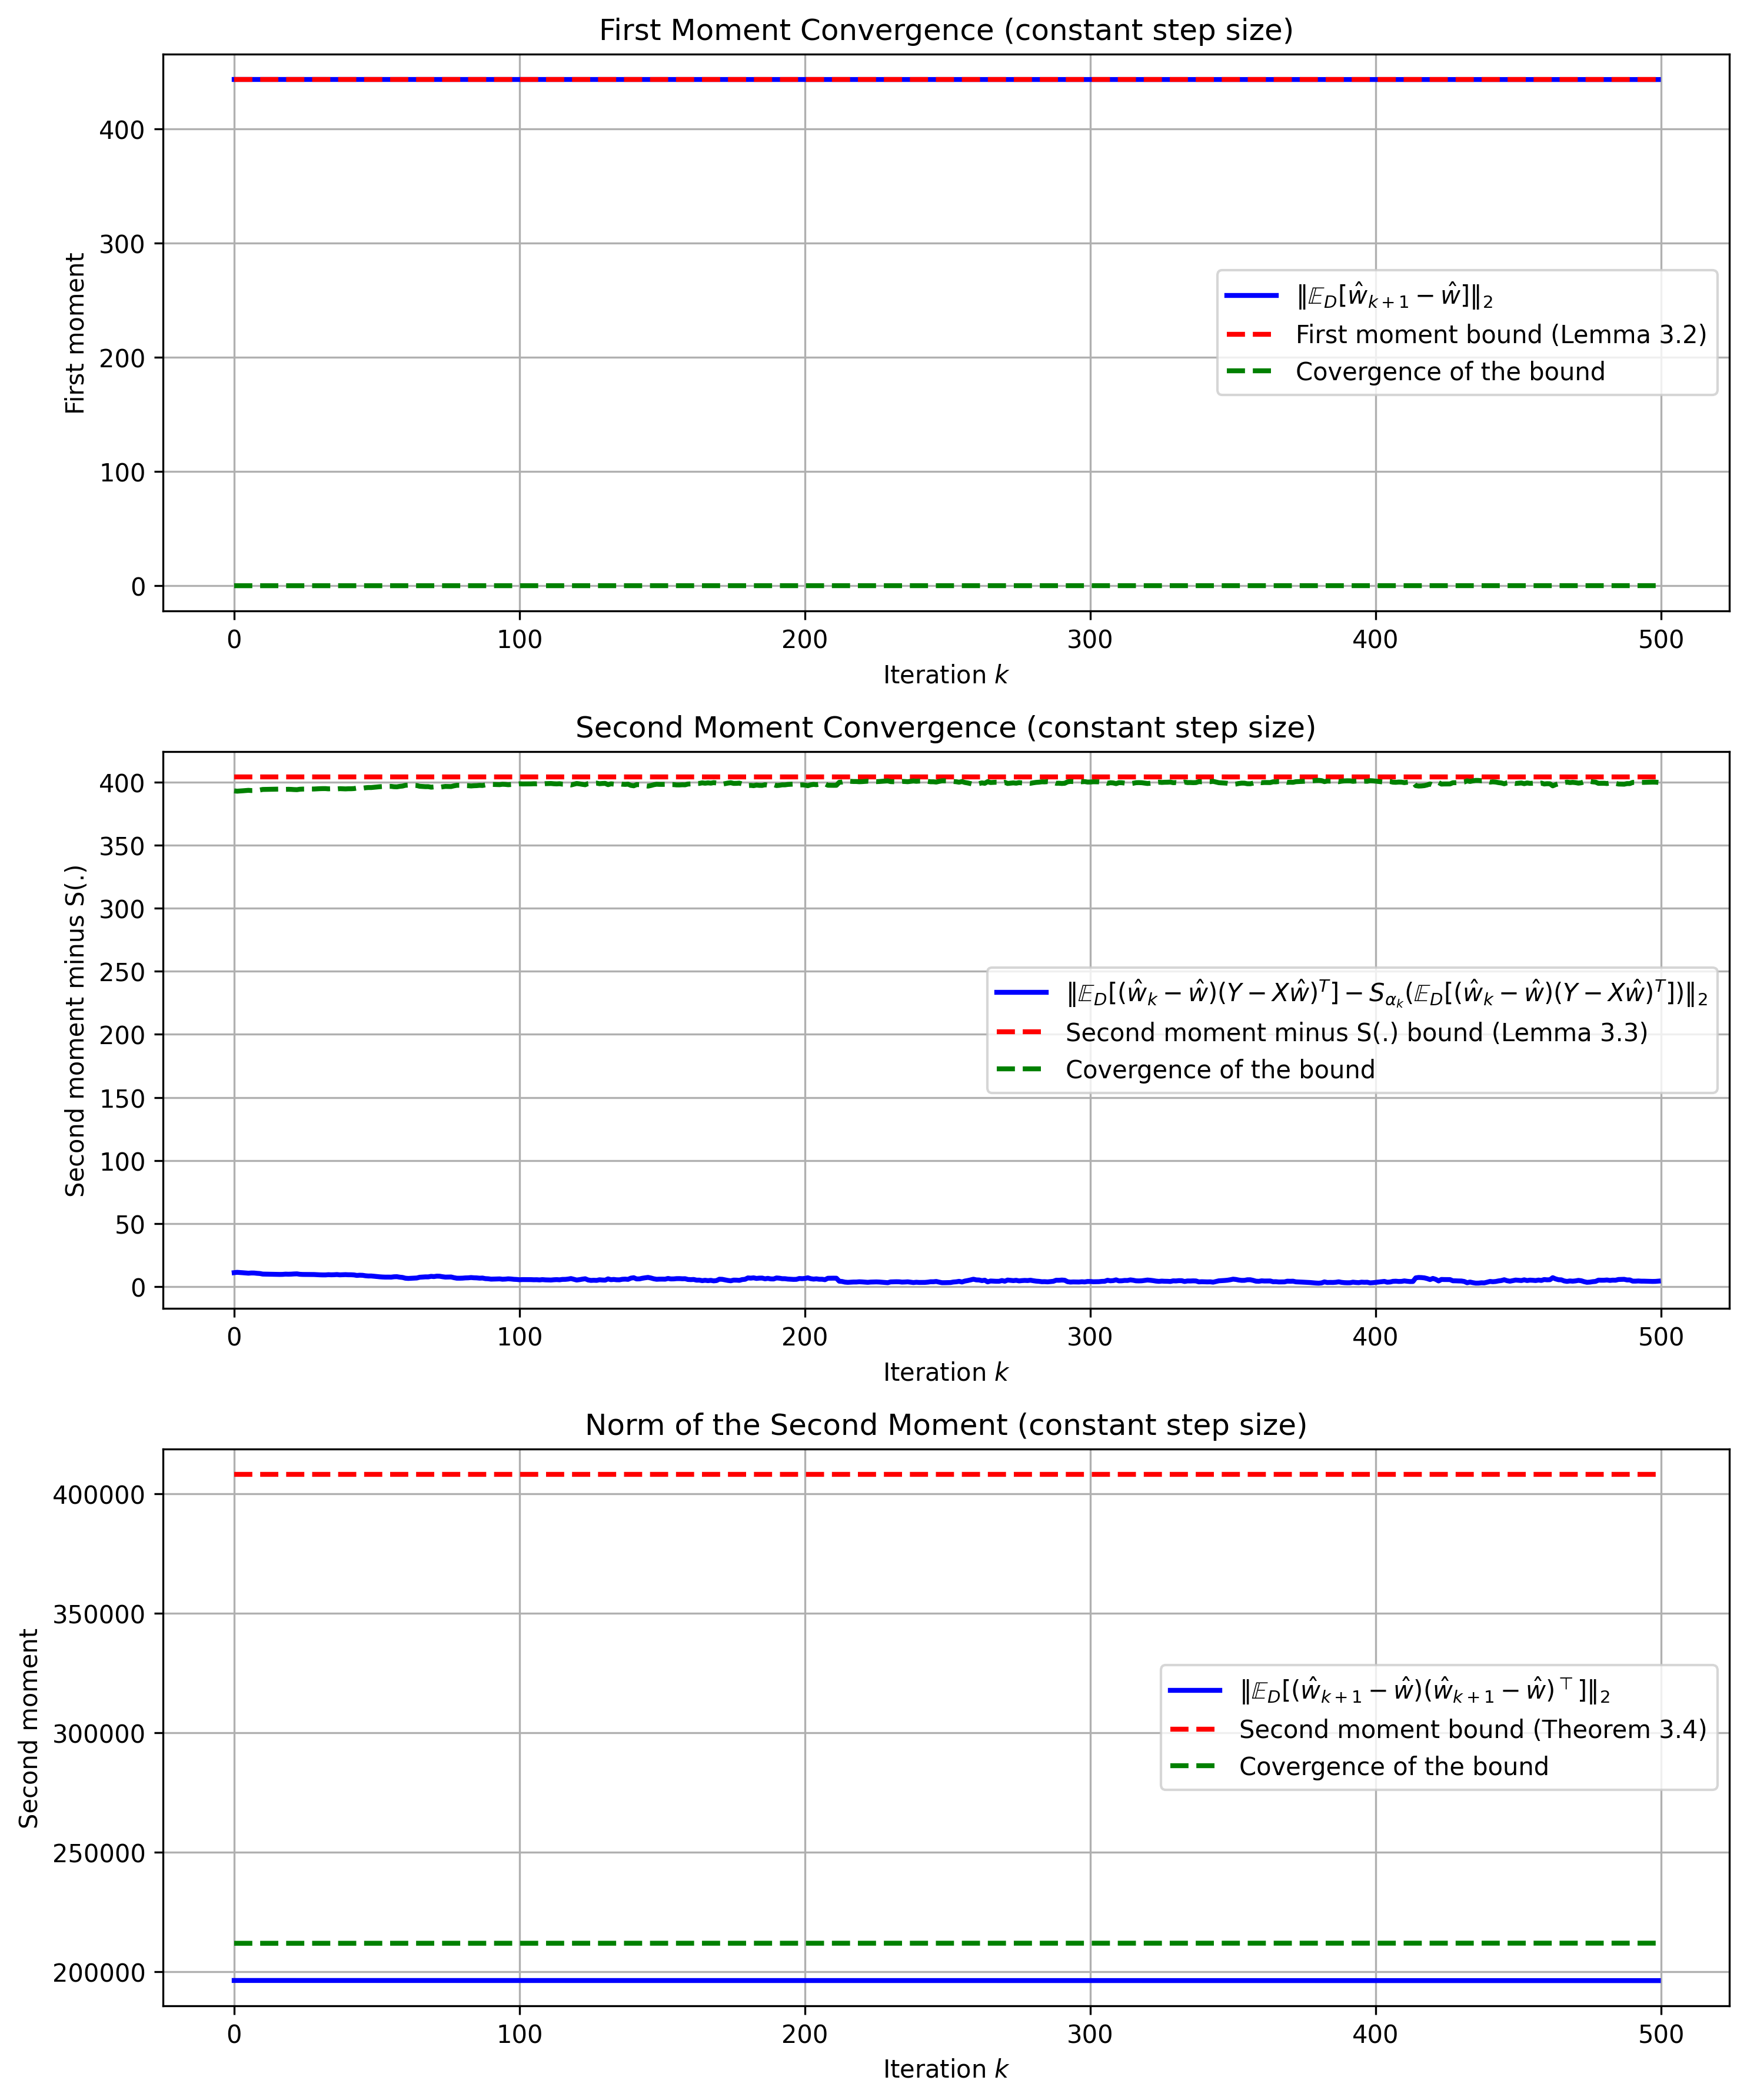 First Moment Convergence (constant step size)
400
300
200
100
0
First moment
‖𝔼_D[ŵ_{k+1} − ŵ]‖₂
First moment bound (Lemma 3.2)
Covergence of the bound
0 100 200 300 400 500
Iteration k
Second Moment Convergence (constant step size)
400
350
300
250
200
150
100
50
0
Second moment minus S(.)
‖𝔼_D[(ŵ_k − ŵ)(Y − Xŵ)^T] − S_{α_k}(𝔼_D[(ŵ_k − ŵ)(Y − Xŵ)^T])‖₂
Second moment minus S(.) bound (Lemma 3.3)
Covergence of the bound
0 100 200 300 400 500
Iteration k
Norm of the Second Moment (constant step size)
400000
350000
300000
250000
200000
Second moment
‖𝔼_D[(ŵ_{k+1} − ŵ)(ŵ_{k+1} − ŵ)^⊤]‖₂
Second moment bound (Theorem 3.4)
Covergence of the bound
0 100 200 300 400 500
Iteration k